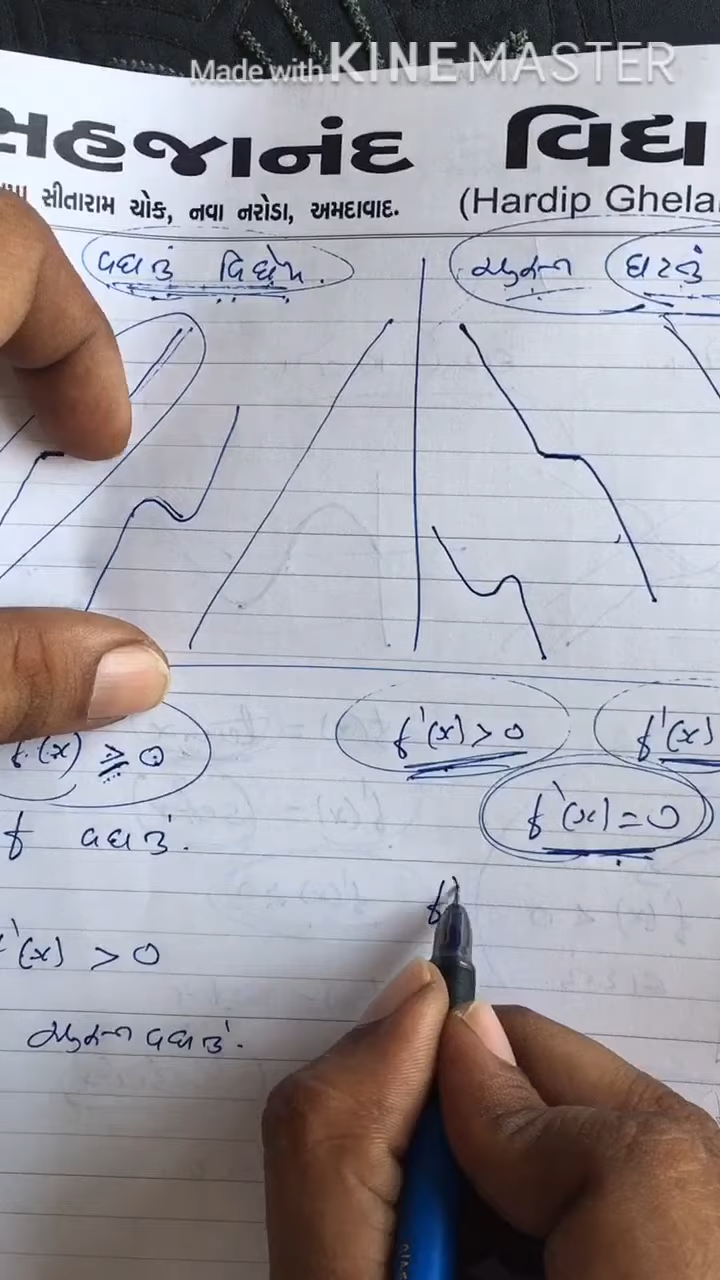 Made with KINEMASTER
સહજાનંદ વિદ્ય
સીતારામ ચોક, નવા નરોડા, અમદાવાદ. (Hardip Ghela
વધતું વિધેય. ઘટતું
f'(x) > 0 f'(x)
f'(x) ≥ 0
f'(x) = 0
f વધતું.
f'
f'(x) > 0
વધતું.